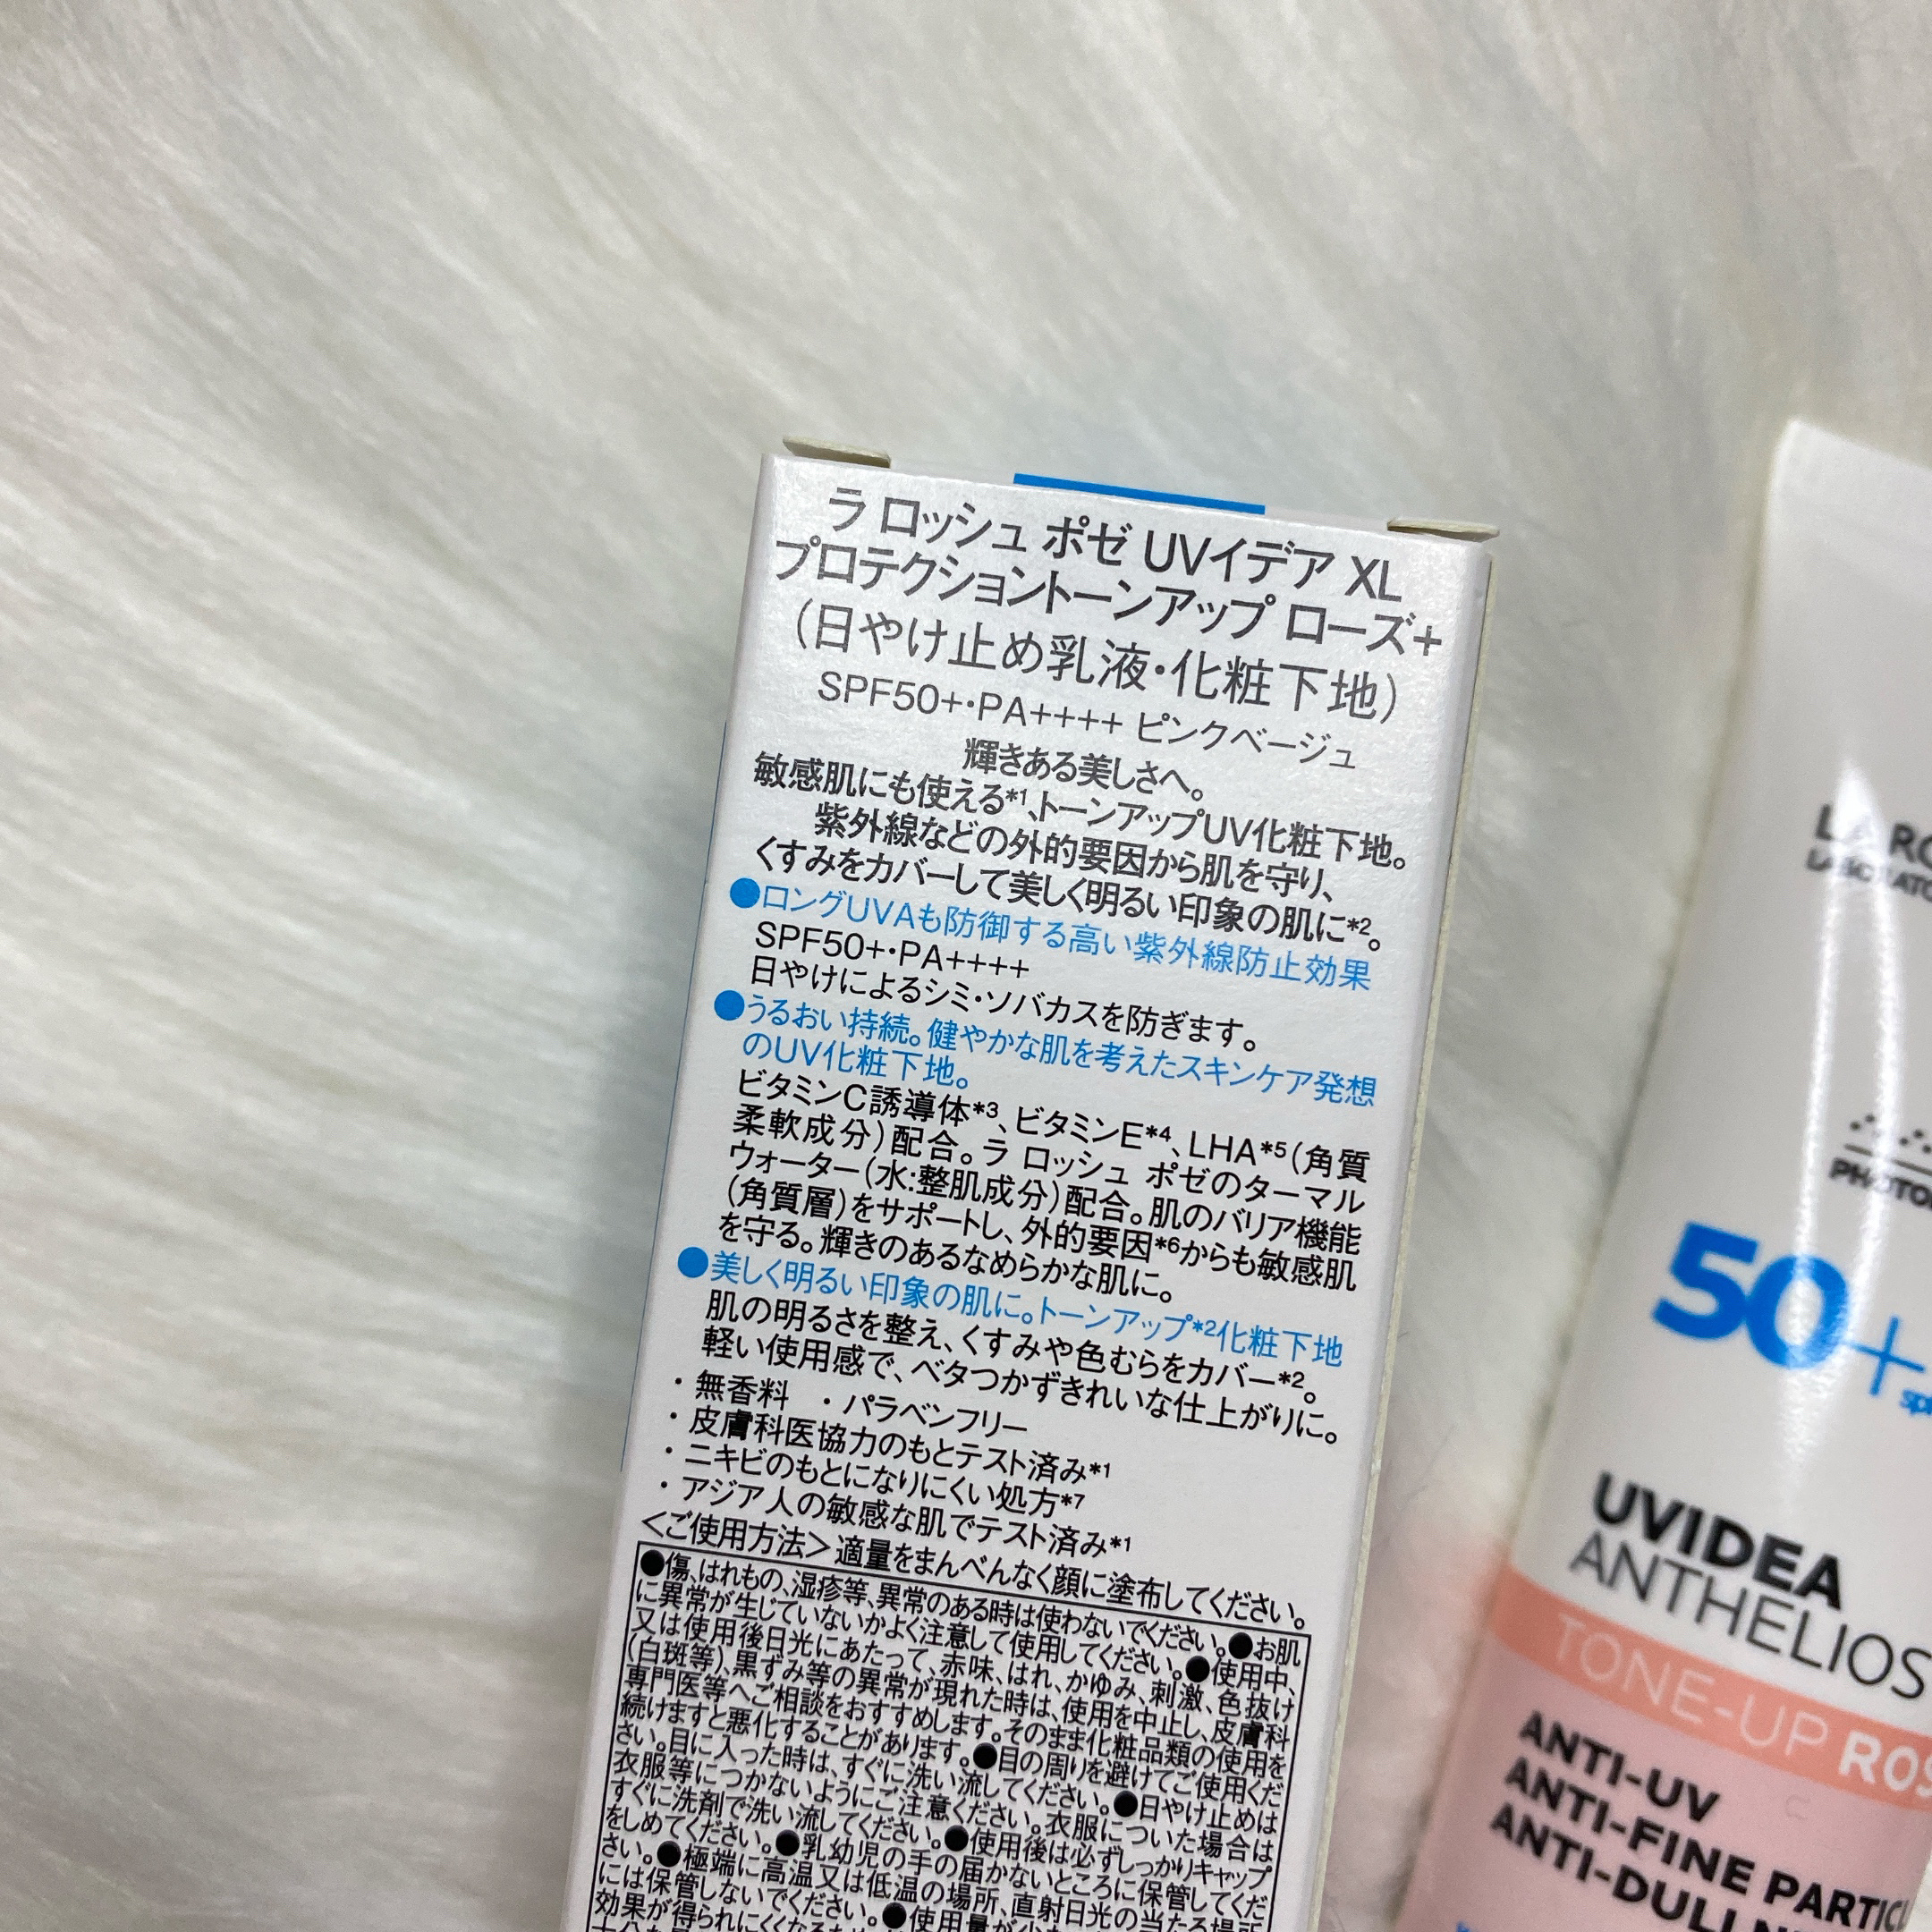 ラ ロッシュ ポゼ UVイデア XL
プロテクショントーンアップ ローズ+
(日やけ止め乳液・化粧下地)
SPF50+・PA++++ ピンクベージュ
輝きある美しさへ。
敏感肌にも使える*1、トーンアップUV化粧下地。
紫外線などの外的要因から肌を守り、
くすみをカバーして美しく明るい印象の肌に*2。
●ロングUVAも防御する高い紫外線防止効果
SPF50+・PA++++
日やけによるシミ・ソバカスを防ぎます。
●うるおい持続。健やかな肌を考えたスキンケア発想
のUV化粧下地。
ビタミンC誘導体*3、ビタミンE*4、LHA*5(角質
柔軟成分)配合。ラ ロッシュ ポゼのターマル
ウォーター(水:整肌成分)配合。肌のバリア機能
(角質層)をサポートし、外的要因*6からも敏感肌
を守る。輝きのあるなめらかな肌に。
●美しく明るい印象の肌に。トーンアップ*2化粧下地
肌の明るさを整え、くすみや色むらをカバー*2。
軽い使用感で、ベタつかずきれいな仕上がりに。
・無香料 ・パラベンフリー
・皮膚科医協力のもとテスト済み*1
・ニキビのもとになりにくい処方*7
・アジア人の敏感な肌でテスト済み*1
<ご使用方法>適量をまんべんなく顔に塗布してください。
●傷、はれもの、湿疹等、異常のある時は使わないでください。●お肌
に異常が生じていないかよく注意して使用してください。●使用中、
又は使用後日光にあたって、赤味、はれ、かゆみ、刺激、色抜け
(白斑等)、黒ずみ等の異常が現れた時は、使用を中止し、皮膚科
専門医等へご相談をおすすめします。そのまま化粧品類の使用を
続けますと悪化することがあります。●目の周りを避けてご使用くだ
さい。目に入った時は、すぐに洗い流してください。●日やけ止めは
衣服等につかないようにご注意ください。衣服についた場合は
すぐに洗剤で洗い流してください。●使用後は必ずしっかりキャップ
をしめてください。●乳幼児の手の届かないところに保管してくだ
さい。●極端に高温又は低温の場所、直射日光の当たる場所
には保管しないでください。●使用量が
効果が得られにくくなるため
50+
UVIDEA
ANTHELIOS
TONE-UP
ANTI-UV
ANTI-FINE